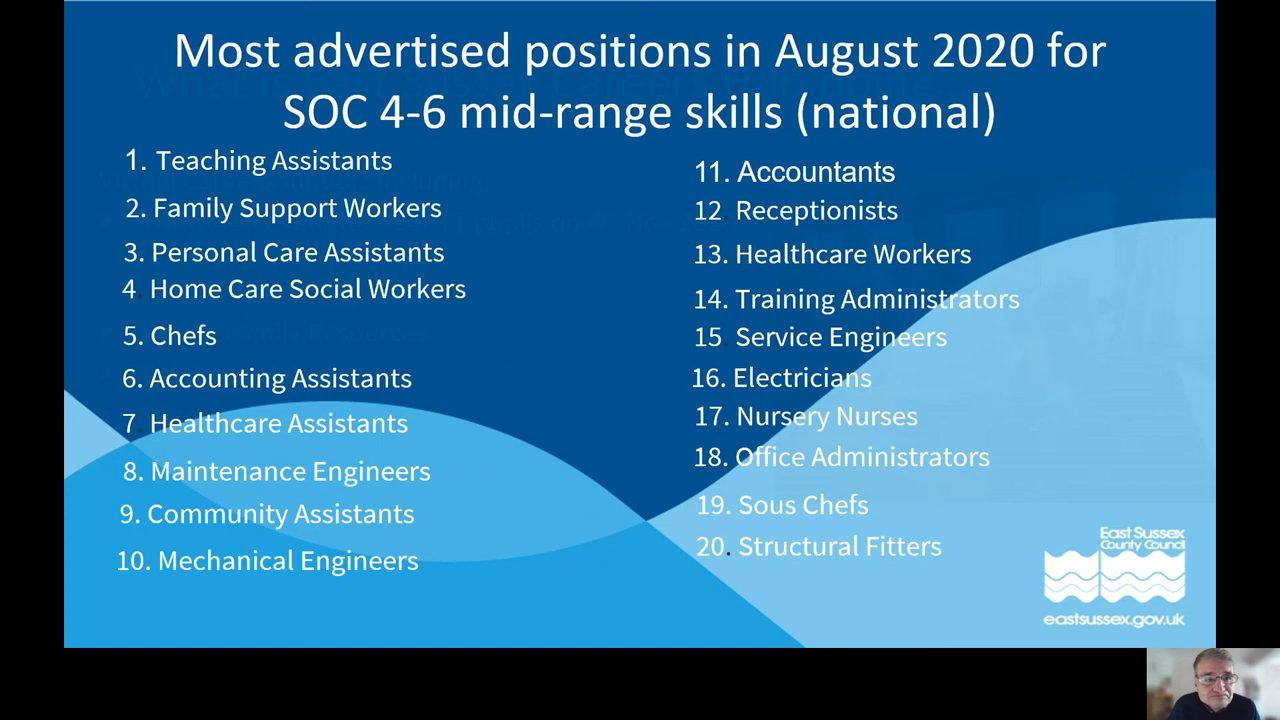 Most advertised positions in August 2020 for
SOC 4-6 mid-range skills (national)
1. Teaching Assistants
2. Family Support Workers
3. Personal Care Assistants
4 Home Care Social Workers
5. Chefs
6. Accounting Assistants
7 Healthcare Assistants
8. Maintenance Engineers
9. Community Assistants
10. Mechanical Engineers
11. Accountants
12 Receptionists
13. Healthcare Workers
14. Training Administrators
15 Service Engineers
16. Electricians
17. Nursery Nurses
18. Office Administrators
19. Sous Chefs
20. Structural Fitters
East Sussex
County Council
eastsussex.gov.uk